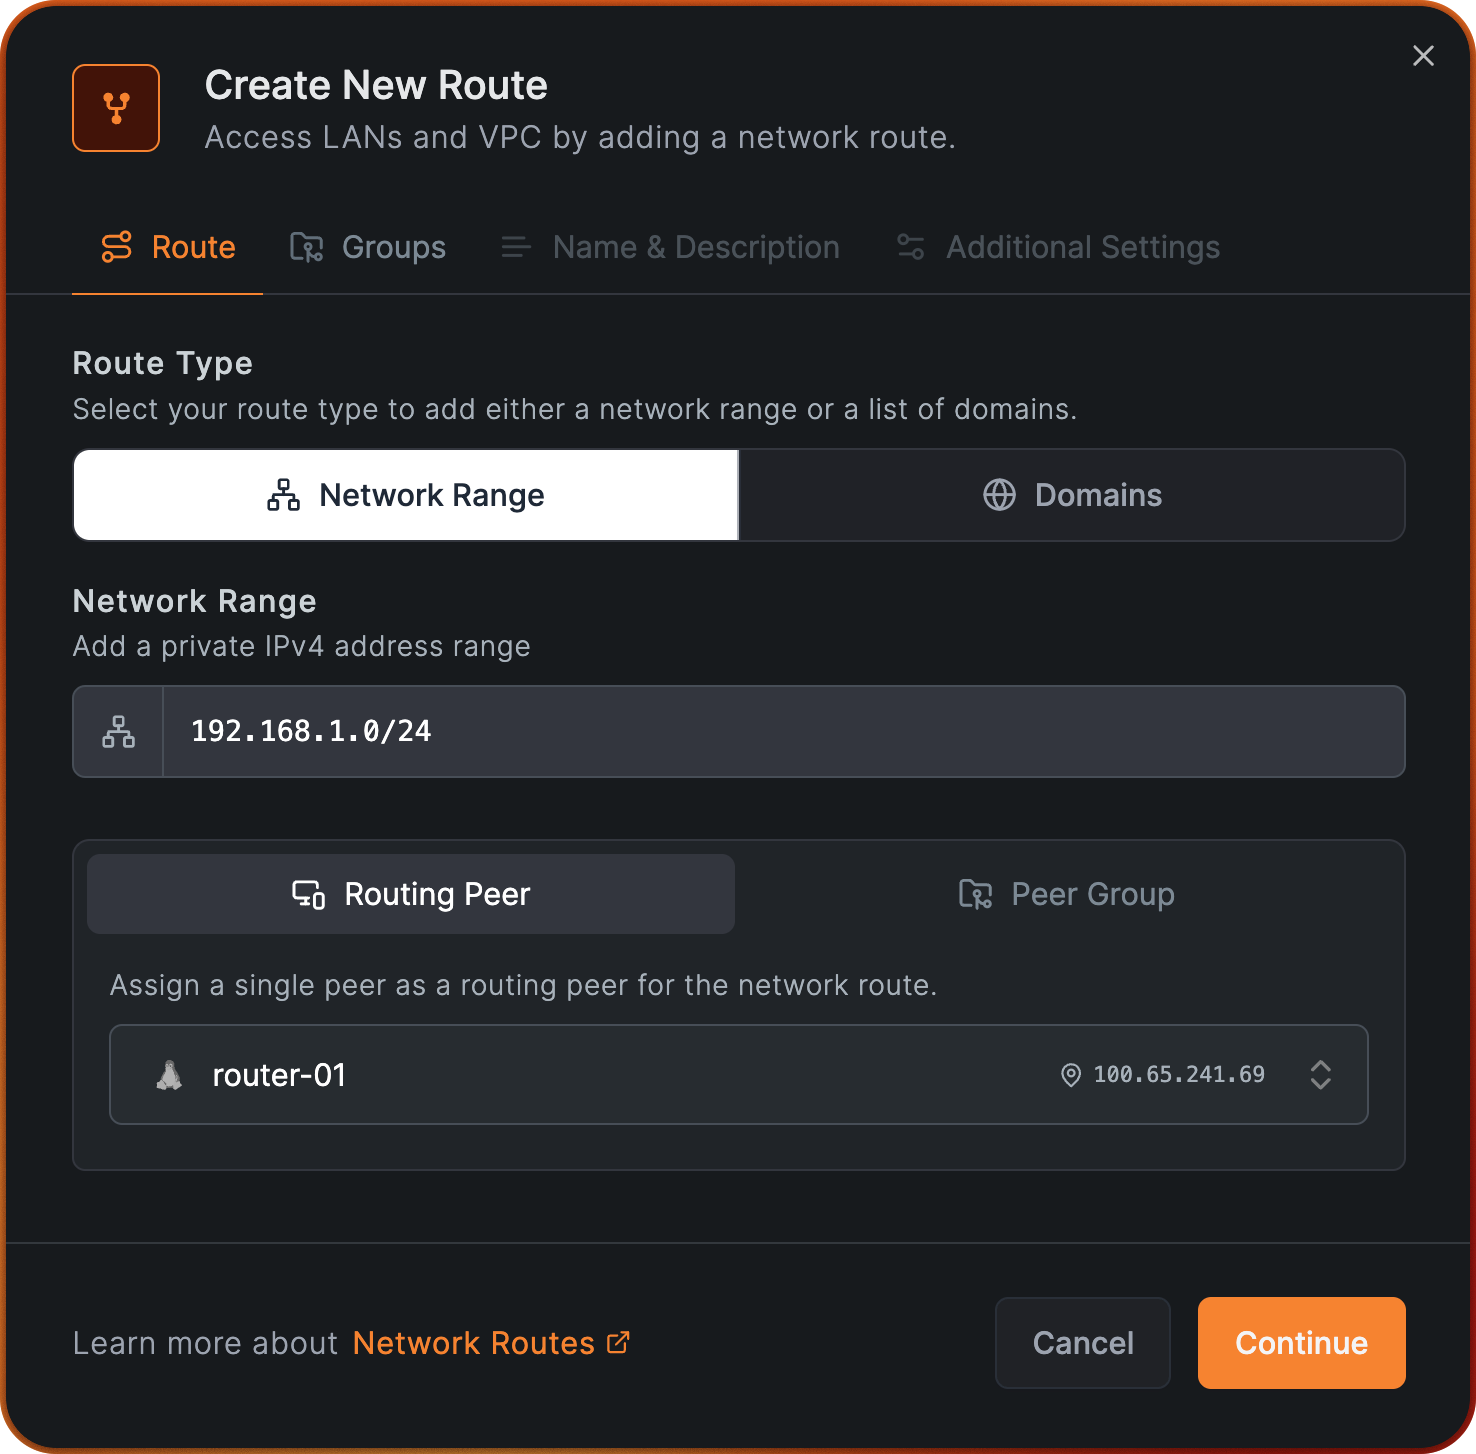 Create New Route
Access LANs and VPC by adding a network route.
Route Groups Name & Description Additional Settings
Route Type
Select your route type to add either a network range or a list of domains.
Network Range Domains
Network Range
Add a private IPv4 address range
192.168.1.0/24
Routing Peer Peer Group
Assign a single peer as a routing peer for the network route.
router-01 100.65.241.69
Learn more about Network Routes Cancel Continue